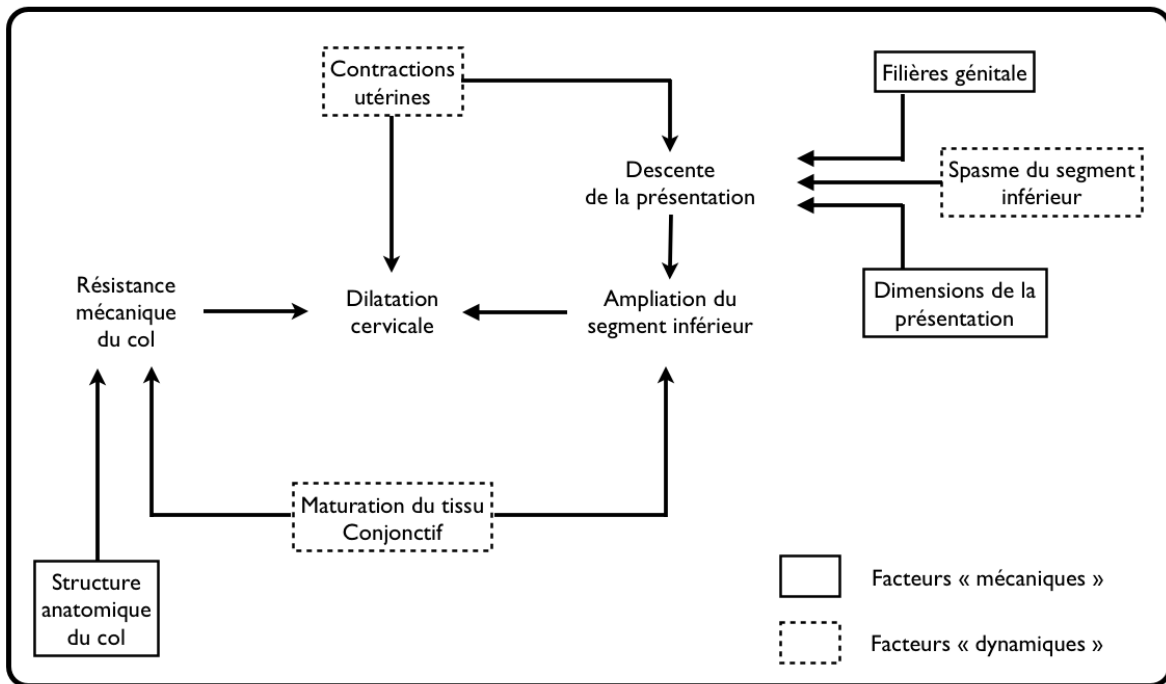 Contractions
utérines
Filières génitale
Descente
de la présentation
Spasme du segment
inférieur
Résistance
mécanique
du col
Dilatation
cervicale
Ampliation du
segment inférieur
Dimensions de la
présentation
Maturation du tissu
Conjonctif
Structure
anatomique
du col
Facteurs « mécaniques »
Facteurs « dynamiques »